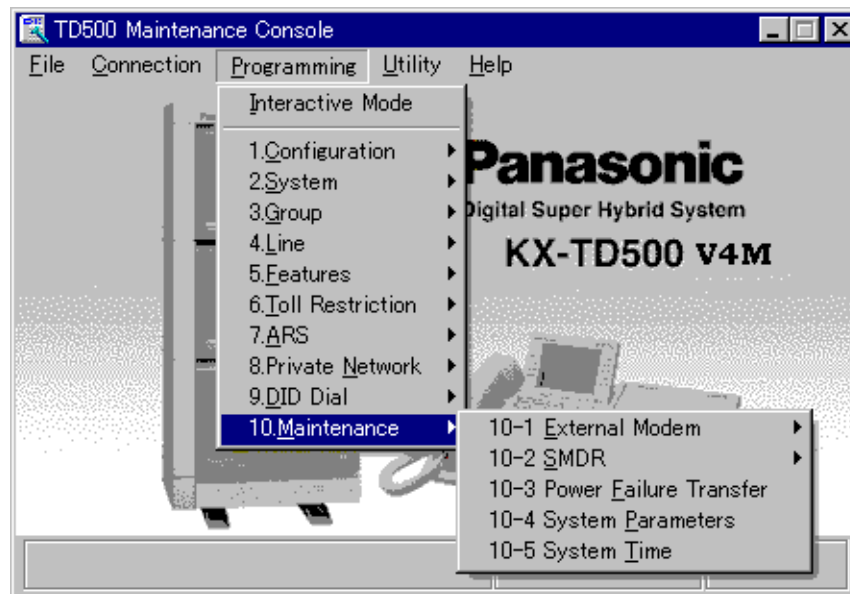 TD500 Maintenance Console
File Connection Programming Utility Help
Interactive Mode
1.Configuration
2.System
3.Group
4.Line
5.Features
6.Toll Restriction
7.ARS
8.Private Network
9.DID Dial
10.Maintenance
10-1 External Modem
10-2 SMDR
10-3 Power Failure Transfer
10-4 System Parameters
10-5 System Time
Panasonic
Digital Super Hybrid System
KX-TD500 V4M